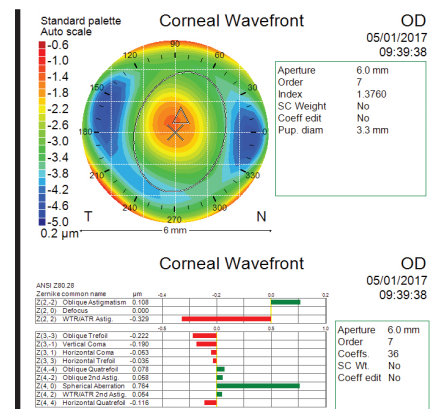 Standard palette
Auto scale
Corneal Wavefront
OD
05/01/2017
09:39:38
-0.6
-1.0
-1.4
-1.8
-2.2
-2.6
-3.0
-3.4
-3.8
-4.2
-4.6
-5.0
0.2 µm
90
120
150
180
210
240
270
300
330
0
30
T
N
6 mm
Aperture 6.0 mm
Order 7
Index 1.3760
SC Weight No
Coeff edit No
Pup. diam 3.3 mm
Corneal Wavefront
OD
05/01/2017
09:39:38
ANSI Z80.28
Zernike common name µm
-0.4 -0.2 0.0 0.2
Z(2,-2) Oblique Astigmatism 0.108
Z(2, 0) Defocus 0.000
Z(2, 2) WTR/ATR Astig. -0.329
0.0 0.5 1.0
Z(3,-3) Oblique Trefoil -0.222
Z(3,-1) Vertical Coma -0.190
Z(3, 1) Horizontal Coma -0.053
Z(3, 3) Horizontal Trefoil -0.035
Z(4,-4) Oblique Quatrefoil 0.078
Z(4,-2) Oblique 2nd Astig. 0.058
Z(4, 0) Spherical Aberration 0.764
Z(4, 2) WTR/ATR 2nd Astig. 0.054
Z(4, 4) Horizontal Quatrefoil -0.116
Aperture 6.0 mm
Order 7
Coeffs. 36
SC Wt. No
Coeff edit No